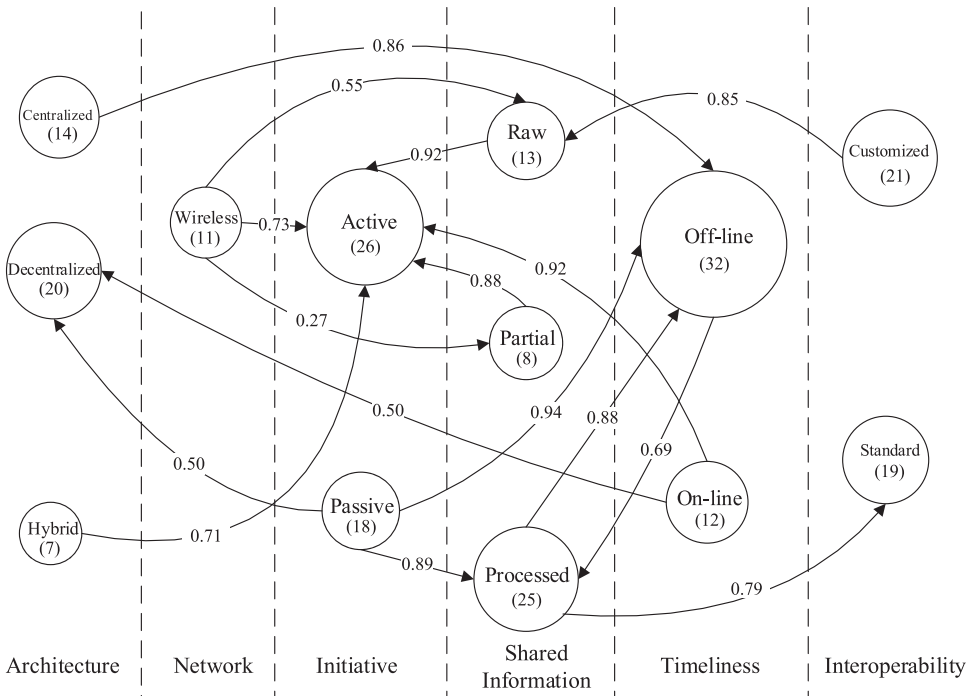 0.86
0.55
0.85
Centralized
(14)
Raw
(13)
Customized
(21)
0.92
Wireless
(11)
0.73
Active
(26)
Off-line
(32)
Decentralized
(20)
0.92
0.88
0.27
Partial
(8)
0.50
0.94
0.88
0.69
Standard
(19)
0.50
Passive
(18)
On-line
(12)
Hybrid
(7)
0.71
0.89
Processed
(25)
0.79
Architecture
Network
Initiative
Shared
Information
Timeliness
Interoperability